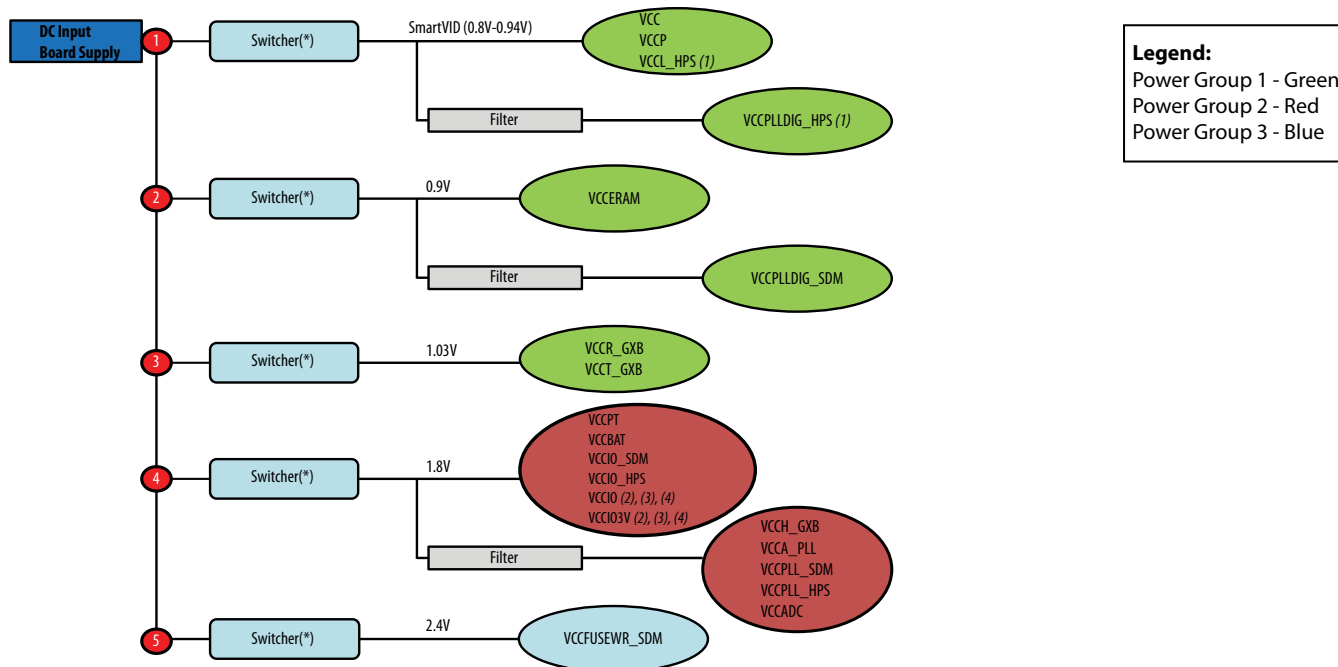 DC Input
Board Supply
1
Switcher(*)
SmartVID (0.8V-0.94V)
VCC
VCCP
VCCL_HPS (1)
Filter
VCCPLLDIG_HPS (1)
2
Switcher(*)
0.9V
VCCERAM
Filter
VCCPLLDIG_SDM
3
Switcher(*)
1.03V
VCCR_GXB
VCCT_GXB
4
Switcher(*)
1.8V
VCCPT
VCCBAT
VCCIO_SDM
VCCIO_HPS
VCCIO (2), (3), (4)
VCCIO3V (2), (3), (4)
Filter
VCCH_GXB
VCCA_PLL
VCCPLL_SDM
VCCPLL_HPS
VCCADC
5
Switcher(*)
2.4V
VCCFUSEWR_SDM
Legend:
Power Group 1 - Green
Power Group 2 - Red
Power Group 3 - Blue